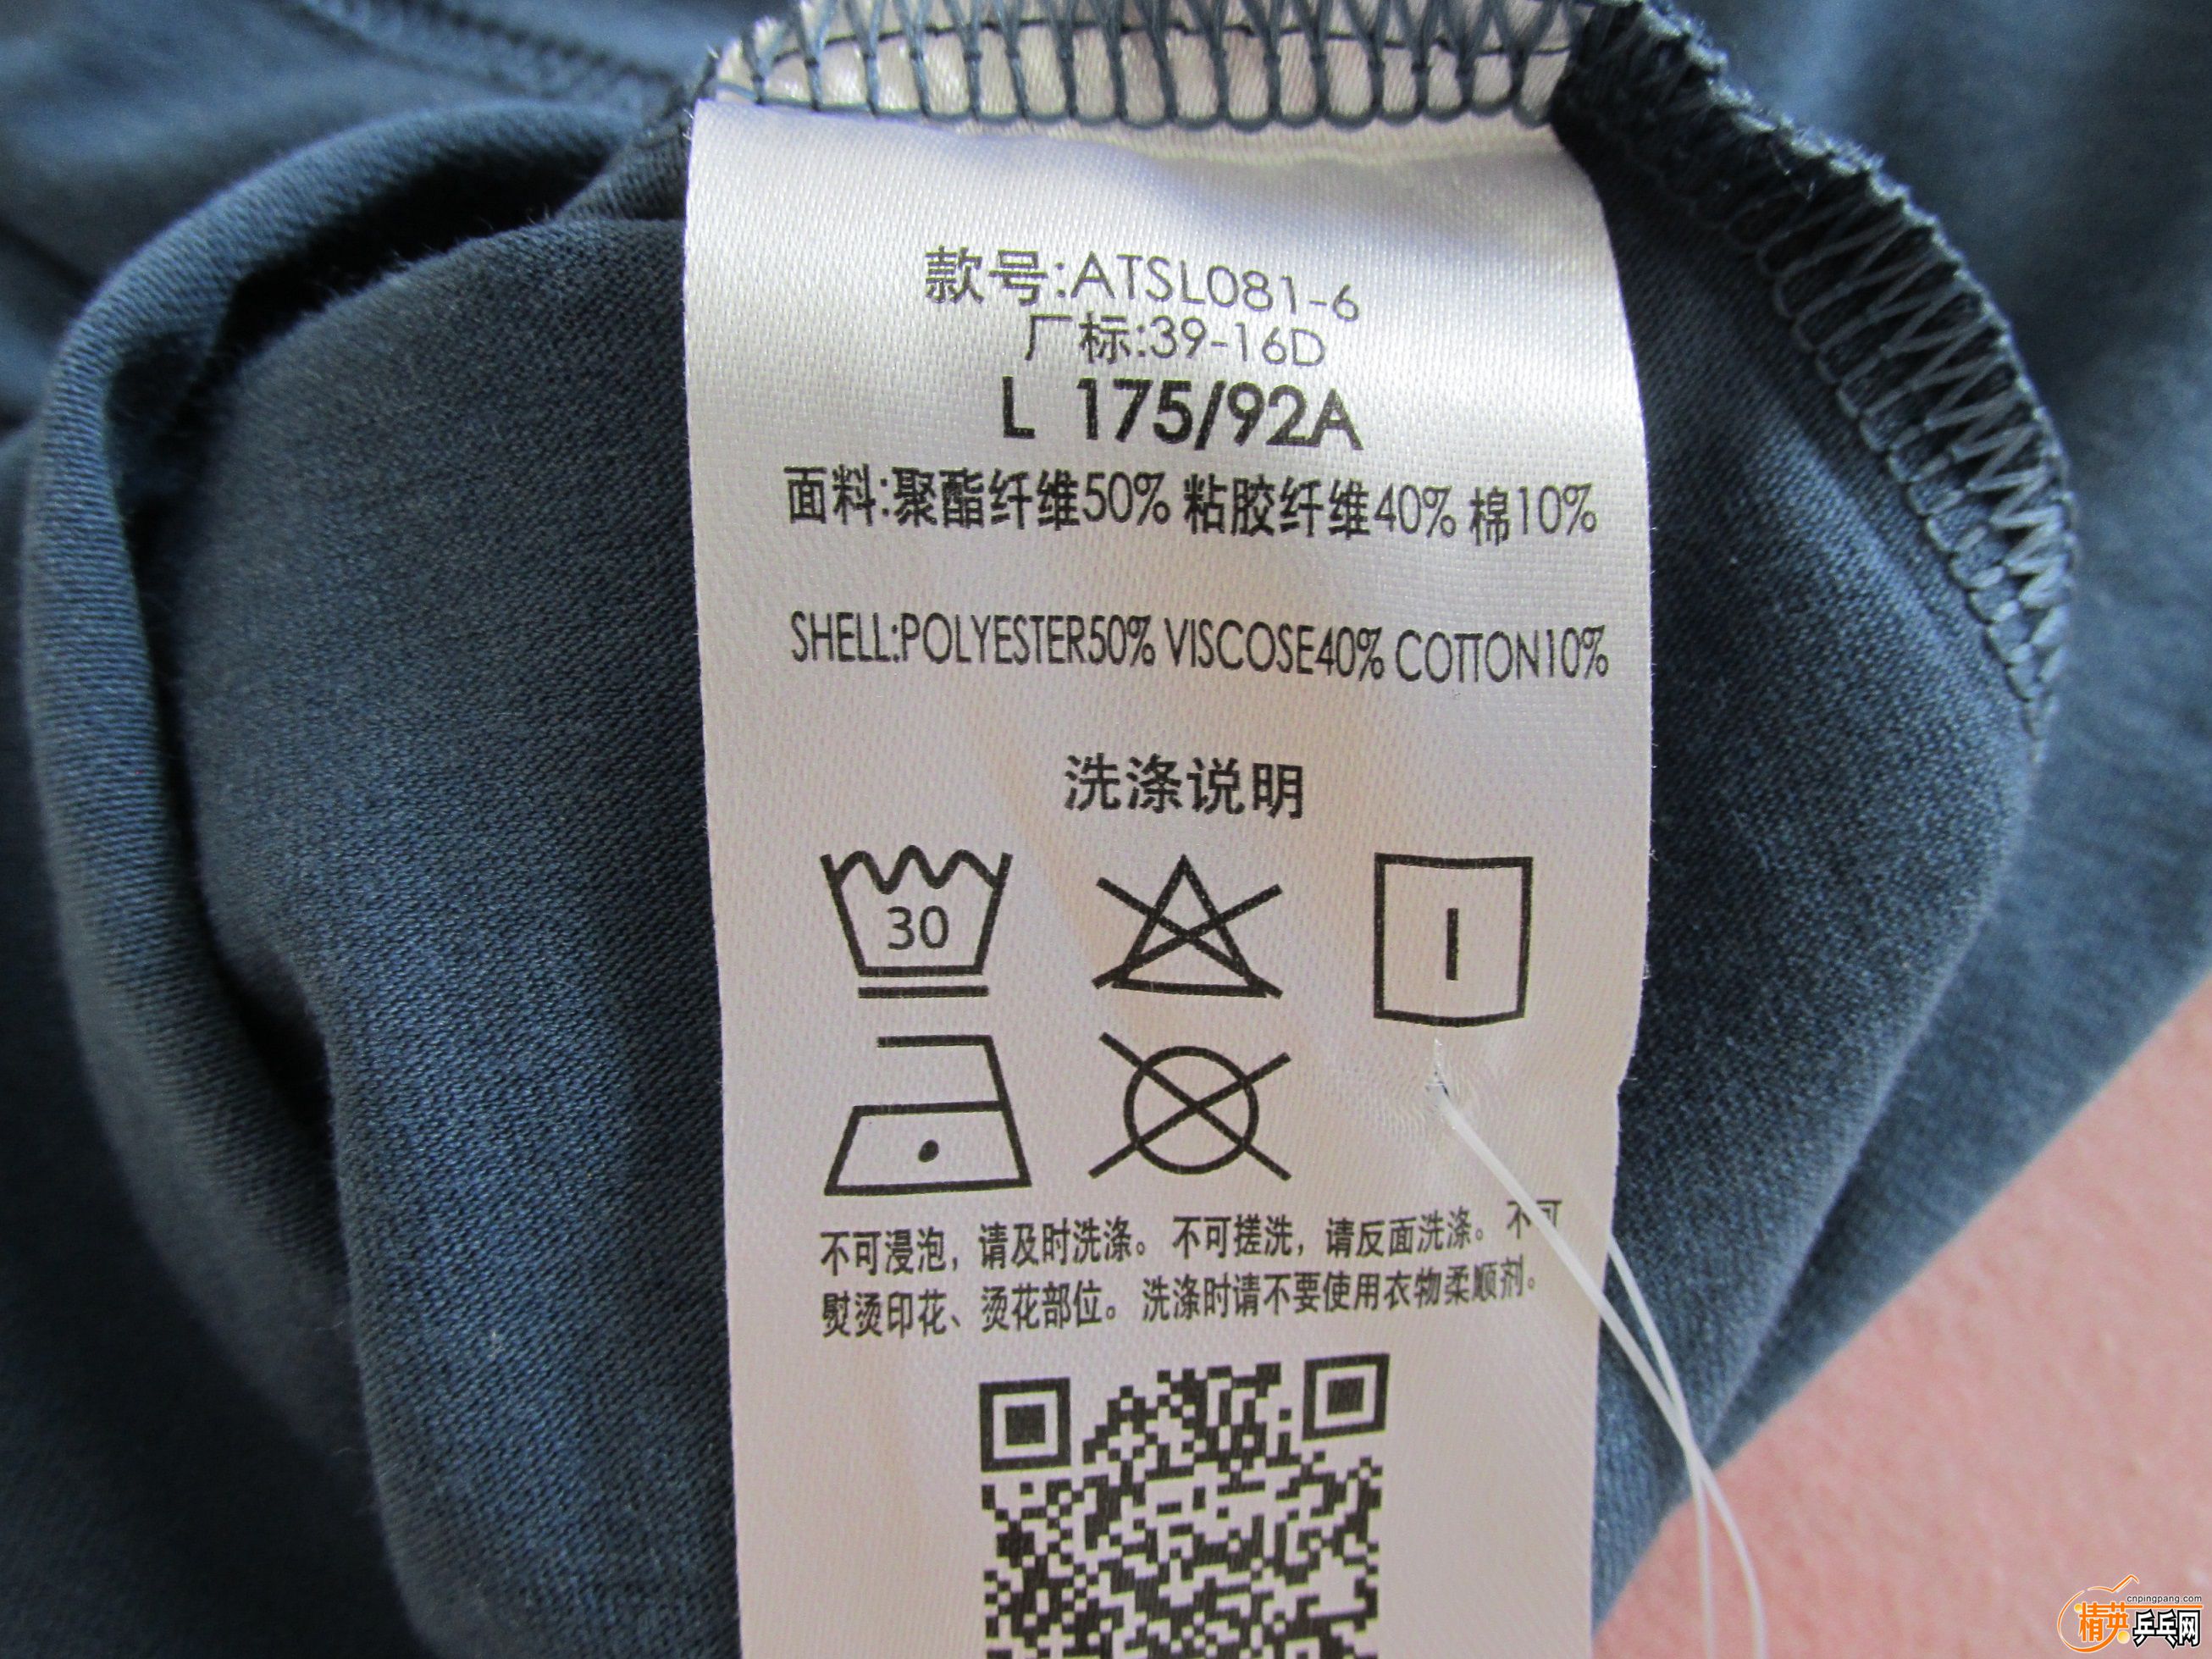 款号:ATSL081-6
厂标:39-16D
L 175/92A
面料:聚酯纤维50% 粘胶纤维40% 棉10%
SHELL:POLYESTER50% VISCOSE40% COTTON10%
洗涤说明
30
不可浸泡，请及时洗涤。不可搓洗，请反面洗涤。不可
熨烫印花、烫花部位。洗涤时请不要使用衣物柔顺剂。
cnpingpang.com
精英乒乓网